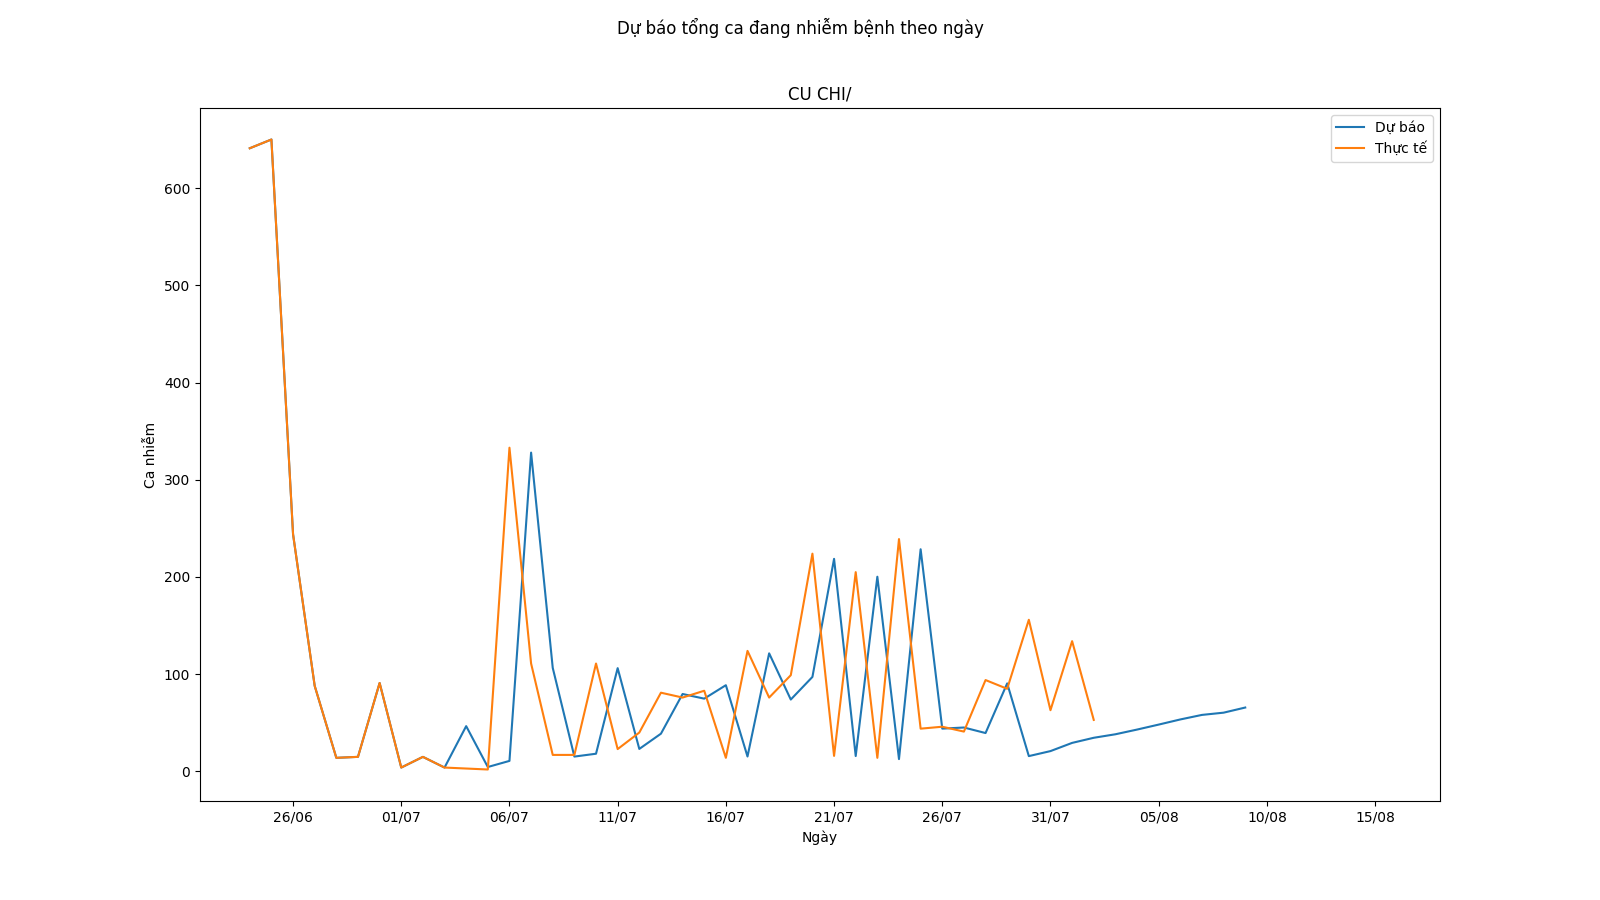 Dự báo tổng ca đang nhiễm bệnh theo ngày
CU CHI/
Dự báo
Thực tế
600
500
400
300
200
100
0
Ca nhiễm
26/06 01/07 06/07 11/07 16/07 21/07 26/07 31/07 05/08 10/08 15/08
Ngày